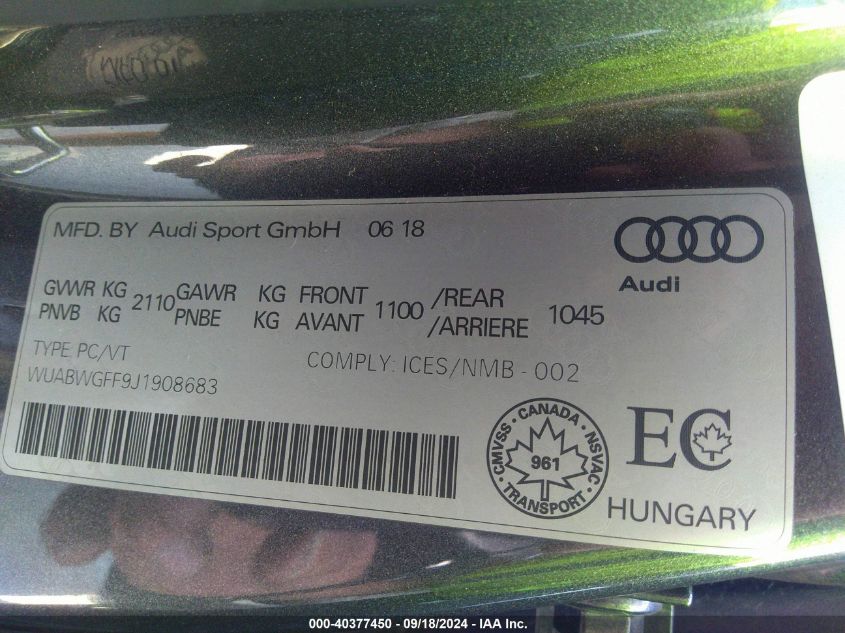 MFD. BY Audi Sport GmbH 06 18
Audi
GVWR KG 2110 GAWR KG FRONT 1100 /REAR 1045
PNVB KG PNBE KG AVANT /ARRIERE
TYPE PC/VT
COMPLY: ICES/NMB - 002
WUABWGFF9J1908683
CMVSS · CANADA · NSVAC · TRANSPORT ·
961
EC
HUNGARY
000-40377450 - 09/18/2024 - IAA Inc.